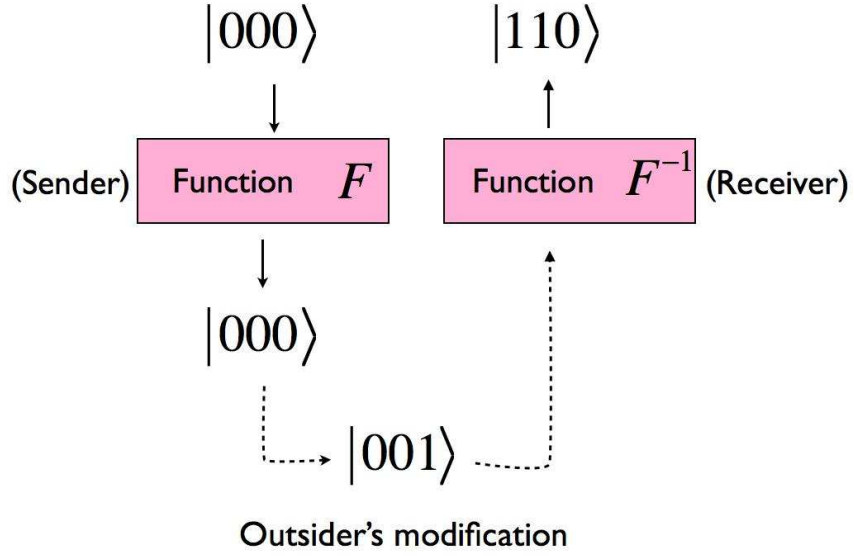 |000⟩ |110⟩
(Sender) Function F Function F⁻¹ (Receiver)
|000⟩
|001⟩
Outsider's modification